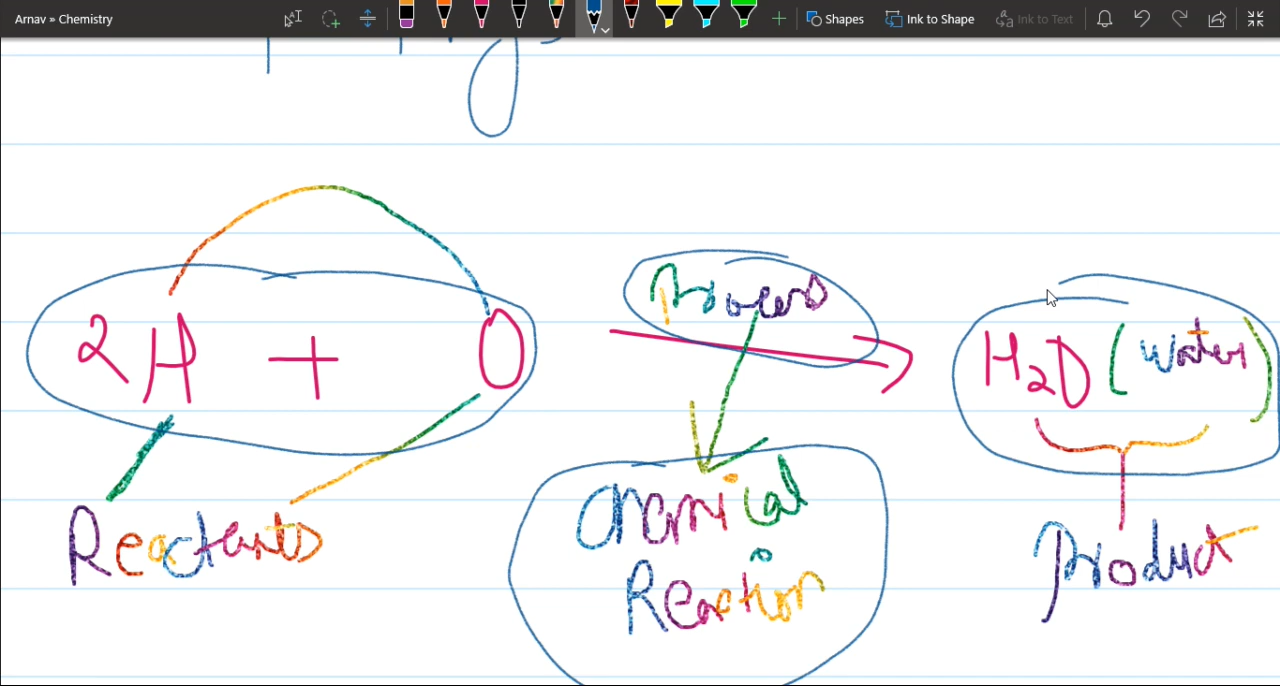 Arnav » Chemistry
Shapes
Ink to Shape
Ink to Text
2H + O
Process
H2O (Water)
Reactants
Chemical
Reaction
Product